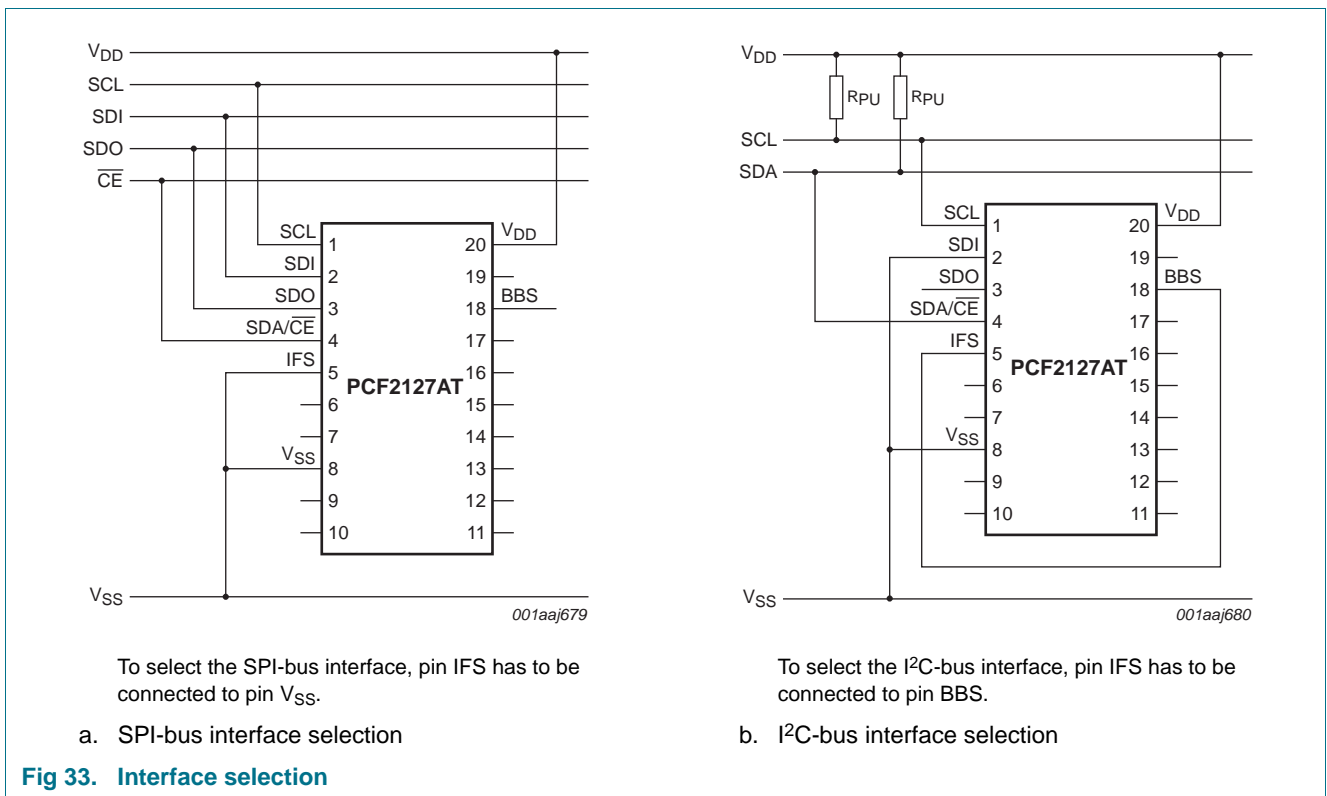 VDD
SCL
SDI
SDO
CE
SCL
SDI
SDO
SDA/CE
IFS
VSS
1
2
3
4
5
6
7
8
9
10
PCF2127AT
VDD
BBS
20
19
18
17
16
15
14
13
12
11
VSS
001aaj679
To select the SPI-bus interface, pin IFS has to be
connected to pin VSS.
a. SPI-bus interface selection
VDD
RPU
RPU
SCL
SDA
SCL
SDI
SDO
SDA/CE
IFS
VSS
1
2
3
4
5
6
7
8
9
10
PCF2127AT
VDD
BBS
20
19
18
17
16
15
14
13
12
11
VSS
001aaj680
To select the I2C-bus interface, pin IFS has to be
connected to pin BBS.
b. I2C-bus interface selection
Fig 33. Interface selection